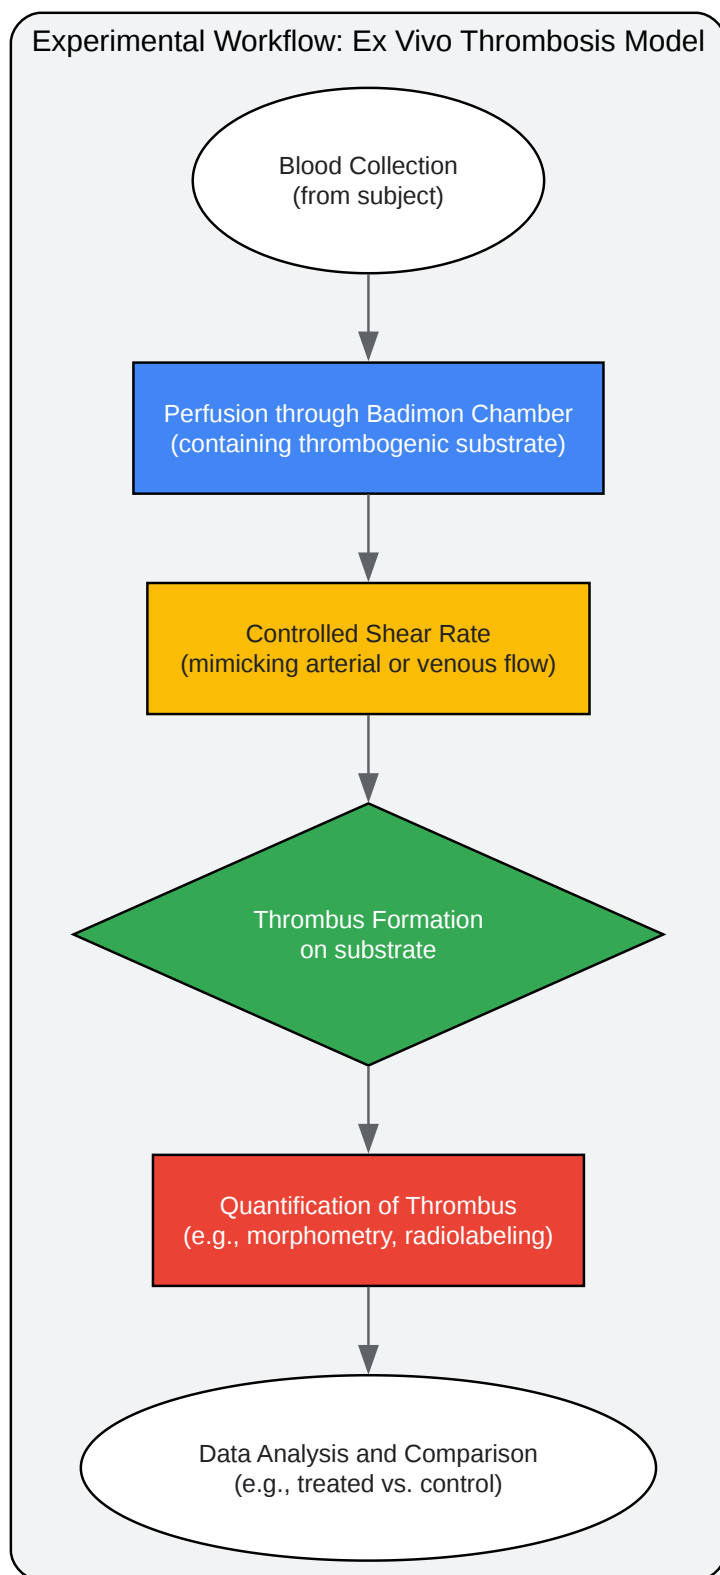 Experimental Workflow: Ex Vivo Thrombosis Model
Blood Collection
(from subject)
Perfusion through Badimon Chamber
(containing thrombogenic substrate)
Controlled Shear Rate
(mimicking arterial or venous flow)
Thrombus Formation
on substrate
Quantification of Thrombus
(e.g., morphometry, radiolabeling)
Data Analysis and Comparison
(e.g., treated vs. control)